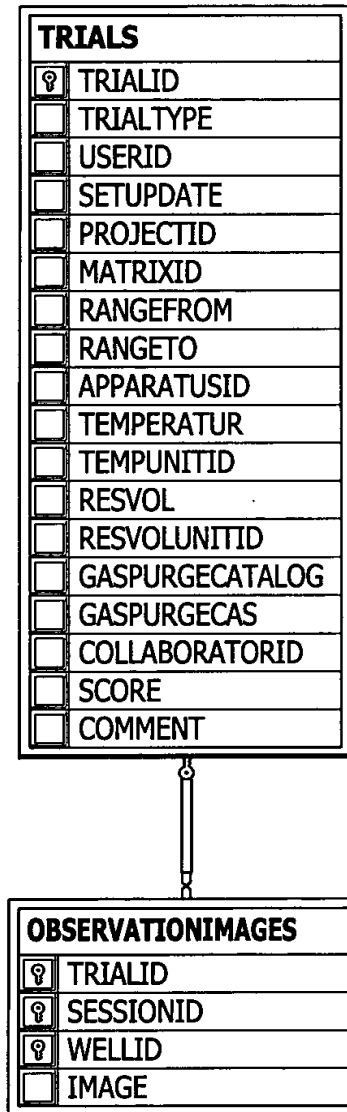 TRIALS
TRIALID
TRIALTYPE
USERID
SETUPDATE
PROJECTID
MATRIXID
RANGEFROM
RANGETO
APPARATUSID
TEMPERATUR
TEMPUNITID
RESVOL
RESVOLUNITID
GASPURGECATALOG
GASPURGECAS
COLLABORATORID
SCORE
COMMENT
OBSERVATIONIMAGES
TRIALID
SESSIONID
WELLID
IMAGE